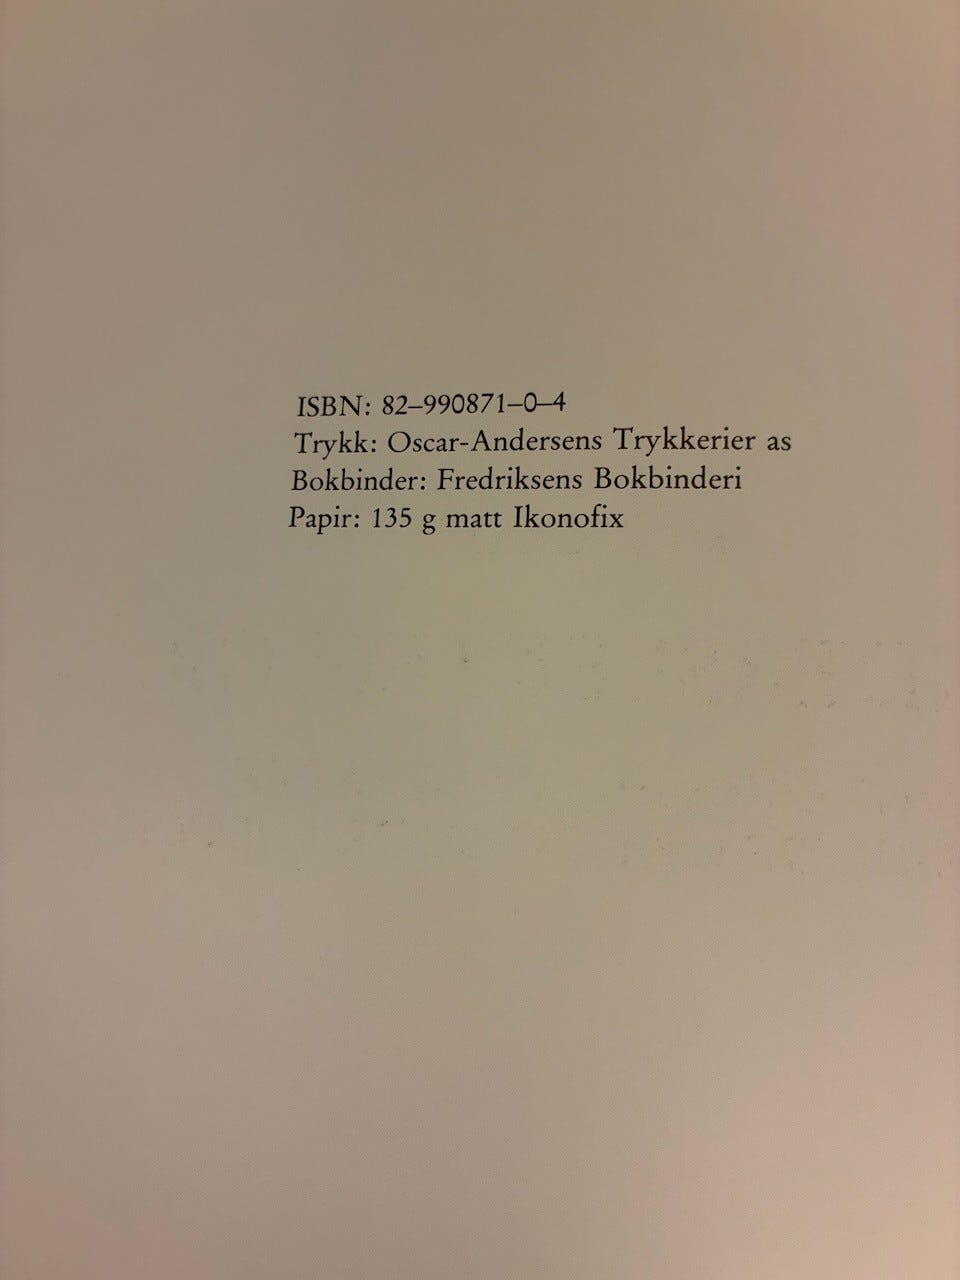 ISBN: 82–990871–0–4
Trykk: Oscar-Andersens Trykkerier as
Bokbinder: Fredriksens Bokbinderi
Papir: 135 g matt Ikonofix